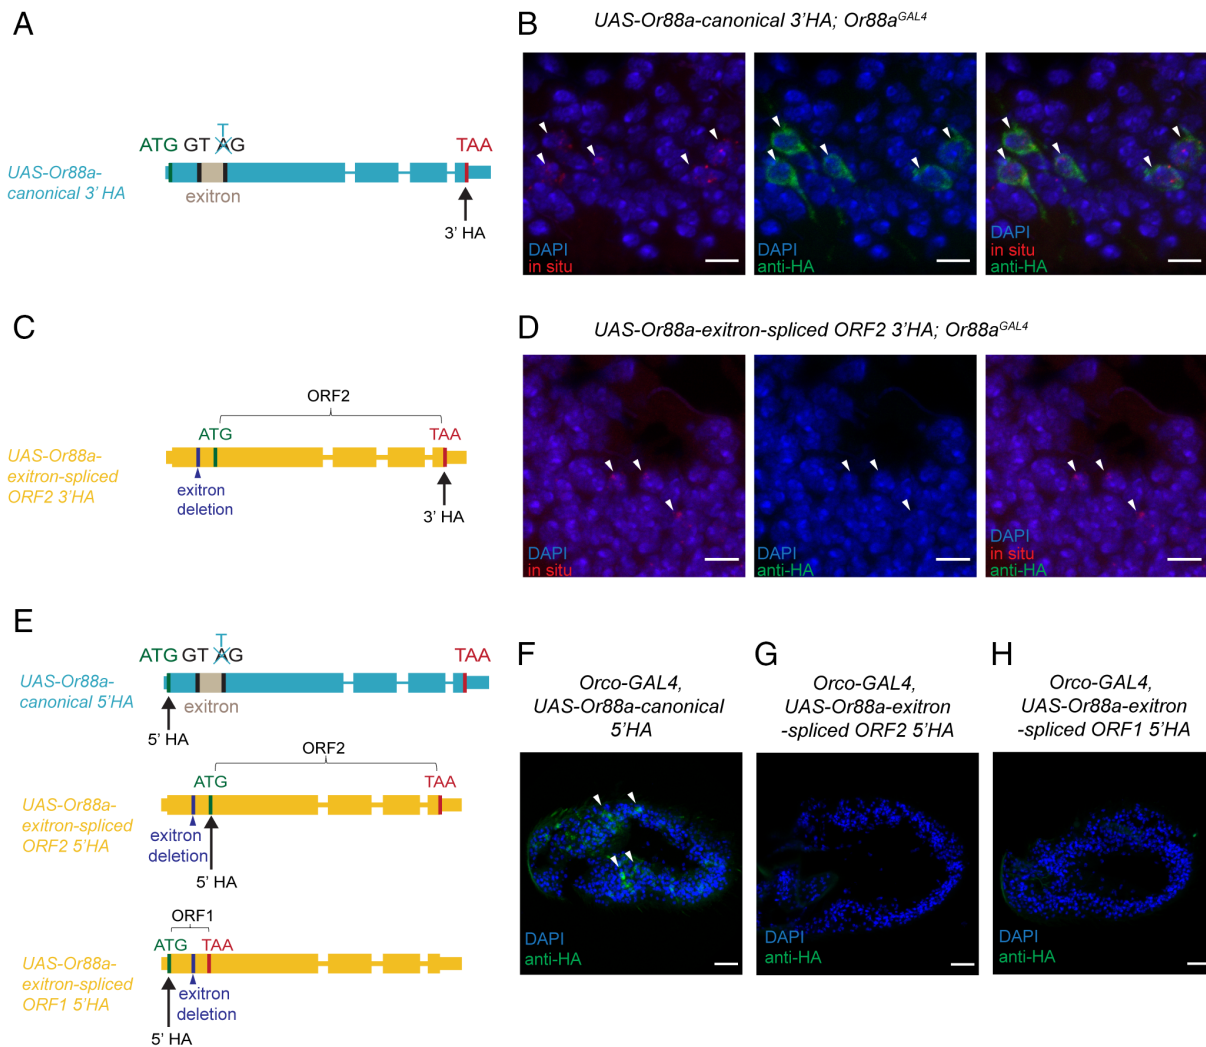 A
T
ATG GT AG
TAA
UAS-Or88a-
canonical 3' HA
exitron
3' HA
B
UAS-Or88a-canonical 3'HA; Or88aGAL4
DAPI
in situ
DAPI
anti-HA
DAPI
in situ
anti-HA
C
ORF2
ATG
TAA
UAS-Or88a-
exitron-spliced
ORF2 3'HA
exitron
deletion
3' HA
D
UAS-Or88a-exitron-spliced ORF2 3'HA; Or88aGAL4
DAPI
in situ
DAPI
anti-HA
DAPI
in situ
anti-HA
E
T
ATG GT AG
TAA
UAS-Or88a-
canonical 5'HA
exitron
5' HA
ORF2
ATG
TAA
UAS-Or88a-
exitron-spliced
ORF2 5'HA
exitron
deletion
5' HA
ORF1
ATG
TAA
UAS-Or88a-
exitron-spliced
ORF1 5'HA
exitron
deletion
5' HA
F
Orco-GAL4,
UAS-Or88a-canonical
5'HA
DAPI
anti-HA
G
Orco-GAL4,
UAS-Or88a-exitron
-spliced ORF2 5'HA
DAPI
anti-HA
H
Orco-GAL4,
UAS-Or88a-exitron
-spliced ORF1 5'HA
DAPI
anti-HA